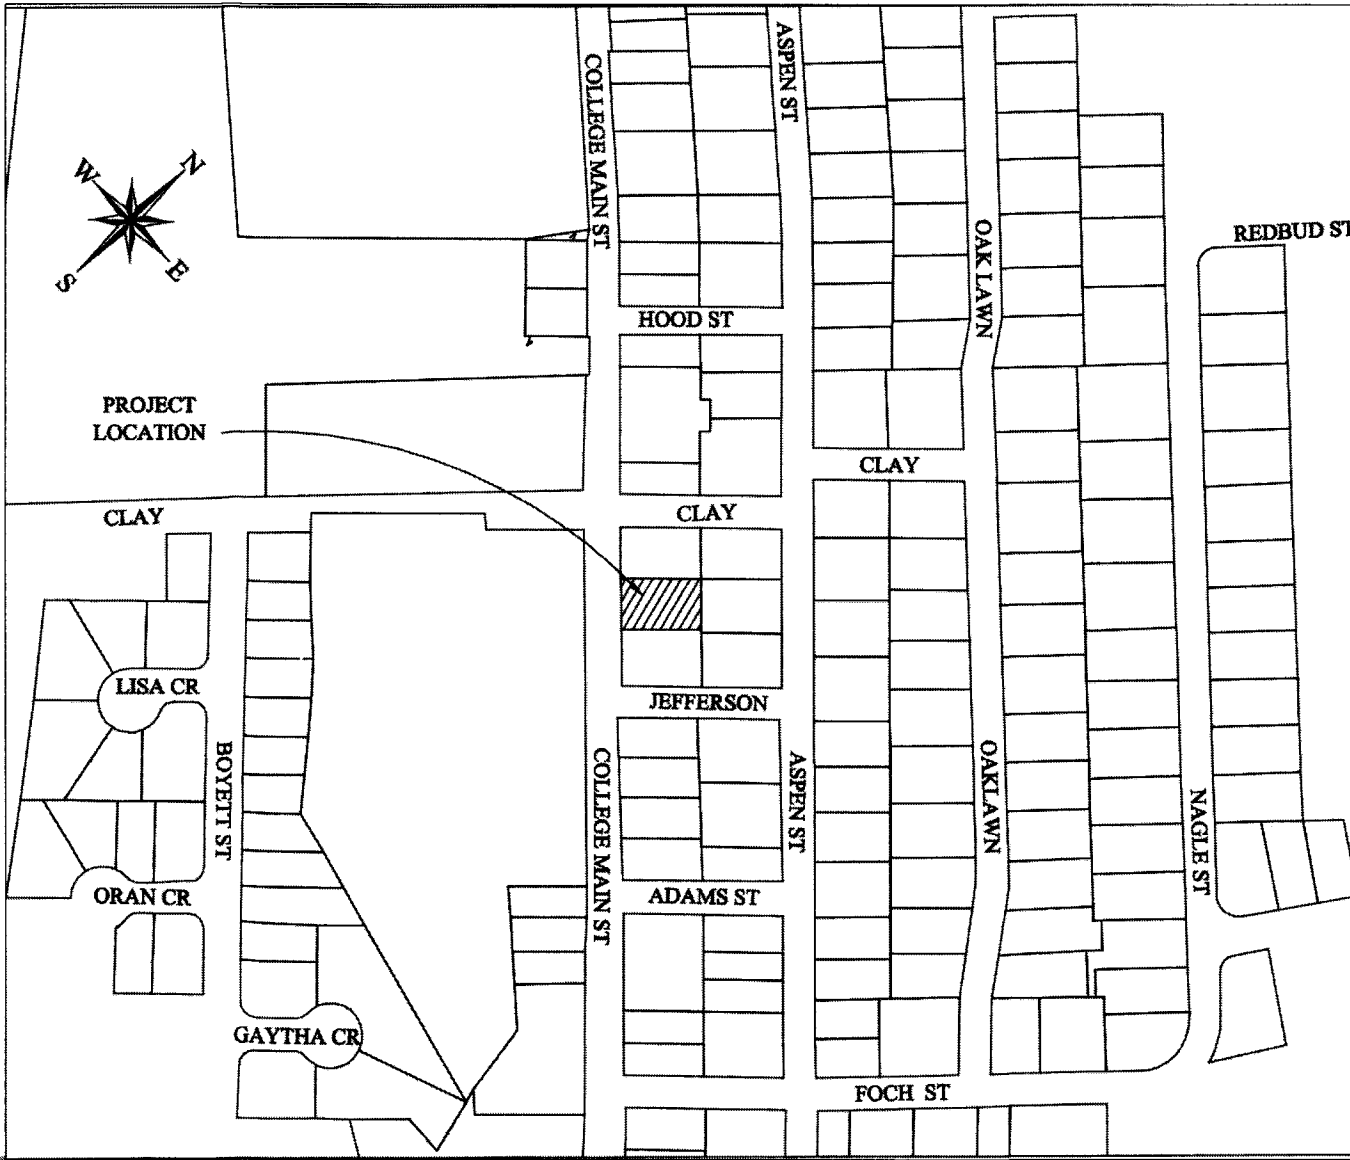 COLLEGE MAIN ST
ASPEN ST
W
N
S
E
OAK LAWN
REDBUD ST
HOOD ST
PROJECT
LOCATION
CLAY
CLAY
CLAY
LISA CR
JEFFERSON
BOYETT ST
COLLEGE MAIN ST
ASPEN ST
OAKLAWN
NAGLE ST
ORAN CR
ADAMS ST
GAYTHA CR
FOCH ST